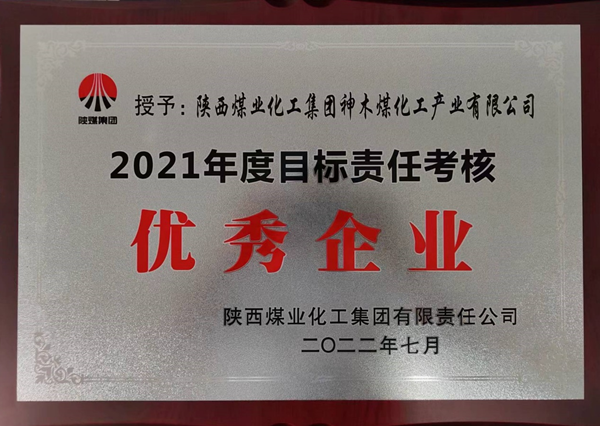 陕煤集团
授予：陕西煤业化工集团神木煤化工产业有限公司
2021年度目标责任考核
优秀企业
陕西煤业化工集团有限责任公司
二〇二二年七月